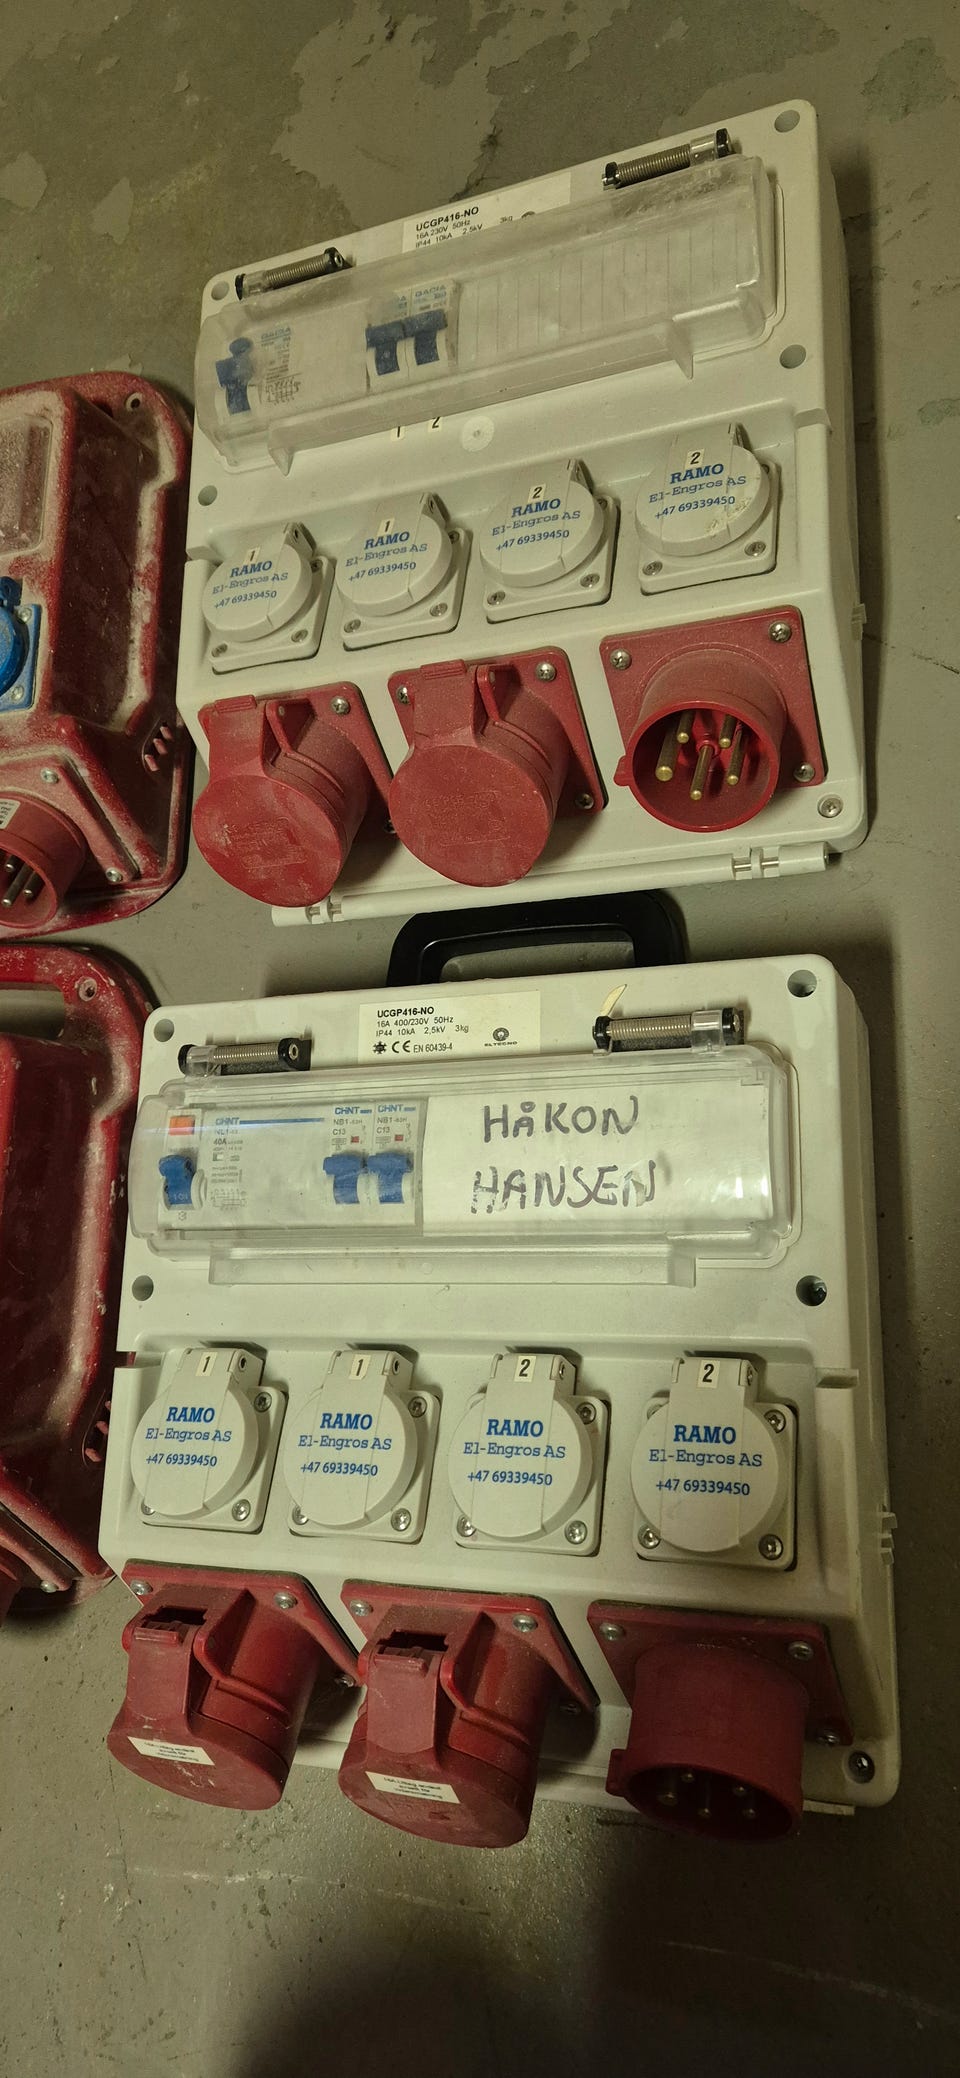 UCGP416-NO
16A 230V 50Hz 3kg
IP44 10kA 2,5kV
GACIA
GACIA
1 2
1
RAMO
El-Engros AS
+47 69339450
1
RAMO
El-Engros AS
+47 69339450
2
RAMO
El-Engros AS
+47 69339450
2
RAMO
El-Engros AS
+47 69339450
UCGP416-NO
16A 400/230V 50Hz
IP44 10kA 2,5kV 3kg
CE EN 60439-4
ELTECNO
CHNT
40A
CHNT
NB1-63H
C13
CHNT
NB1-63H
C13
HÅKON
HANSEN
1
RAMO
El-Engros AS
+47 69339450
1
RAMO
El-Engros AS
+47 69339450
2
RAMO
El-Engros AS
+47 69339450
2
RAMO
El-Engros AS
+47 69339450